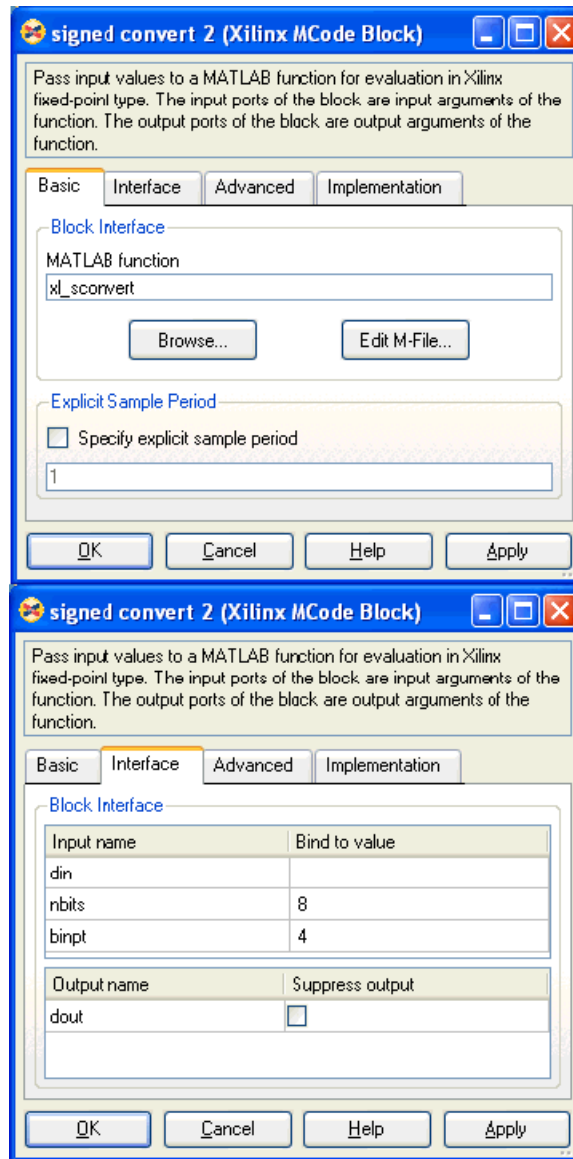 signed convert 2 (Xilinx MCode Block)
Pass input values to a MATLAB function for evaluation in Xilinx
fixed-point type. The input ports of the block are input arguments of the
function. The output ports of the block are output arguments of the
function.
Basic Interface Advanced Implementation
Block Interface
MATLAB function
xl_sconvert
Browse... Edit M-File...
Explicit Sample Period
Specify explicit sample period
1
OK Cancel Help Apply
signed convert 2 (Xilinx MCode Block)
Pass input values to a MATLAB function for evaluation in Xilinx
fixed-point type. The input ports of the block are input arguments of the
function. The output ports of the block are output arguments of the
function.
Basic Interface Advanced Implementation
Block Interface
Input name Bind to value
din
nbits 8
binpt 4
Output name Suppress output
dout
OK Cancel Help Apply